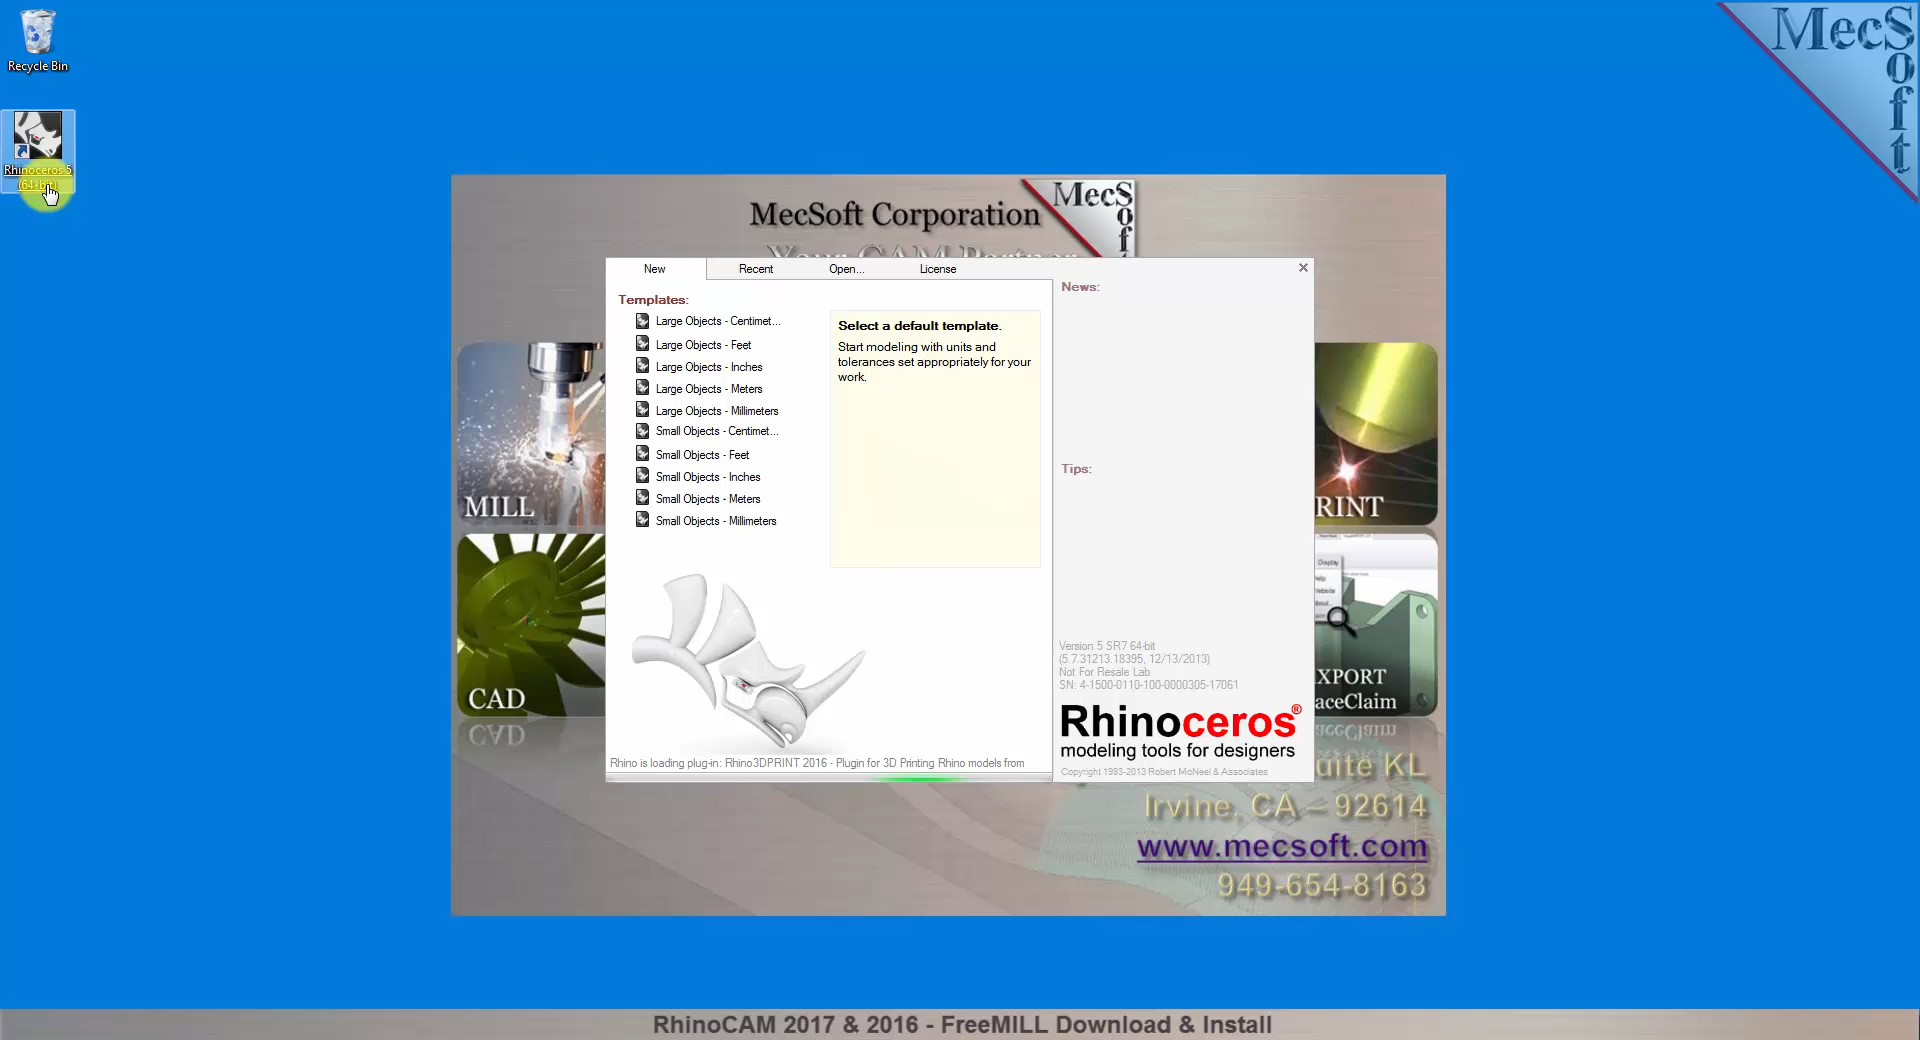 Recycle Bin
Rhinoceros 5
(64-bit)
MecSoft
MecSoft Corporation
MecSof
Your CAM Partner
New
Recent
Open...
License
Templates:
Large Objects - Centimet...
Large Objects - Feet
Large Objects - Inches
Large Objects - Meters
Large Objects - Millimeters
Small Objects - Centimet...
Small Objects - Feet
Small Objects - Inches
Small Objects - Meters
Small Objects - Millimeters
Select a default template.
Start modeling with units and
tolerances set appropriately for your
work.
News:
Tips:
Version 5 SR7 64-bit
(5.7.31213.18395, 12/13/2013)
Not For Resale Lab
SN: 4-1500-0110-100-0000305-17061
Rhinoceros®
modeling tools for designers
Copyright 1993-2013 Robert McNeel & Associates
Rhino is loading plug-in: Rhino3DPRINT 2016 - Plugin for 3D Printing Rhino models from
MILL
CAD
RINT
Display
XPORT
aceClaim
uite KL
Irvine, CA – 92614
www.mecsoft.com
949-654-8163
RhinoCAM 2017 & 2016 - FreeMILL Download & Install